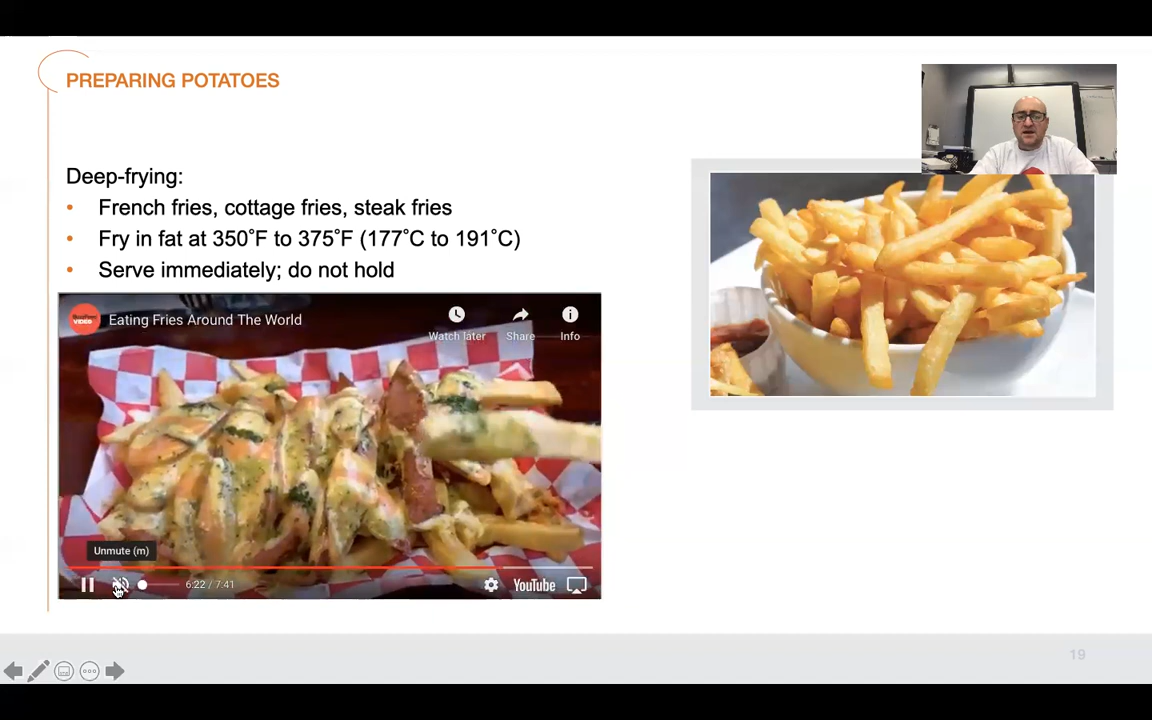 PREPARING POTATOES
Deep-frying:
• French fries, cottage fries, steak fries
• Fry in fat at 350˚F to 375˚F (177˚C to 191˚C)
• Serve immediately; do not hold
VIDEO
Eating Fries Around The World
Watch later
Share
Info
Unmute (m)
6:22 / 7:41
YouTube
19